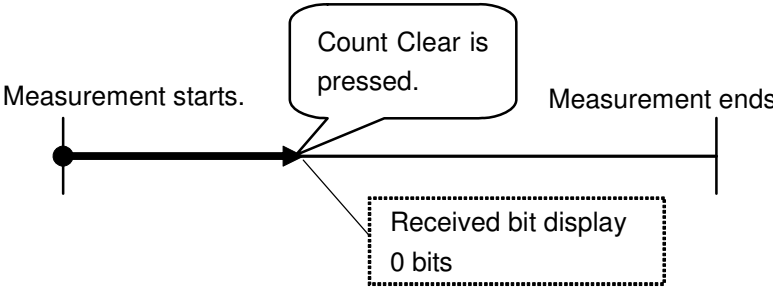 Count Clear is
pressed.
Measurement starts.
Measurement ends
Received bit display
0 bits